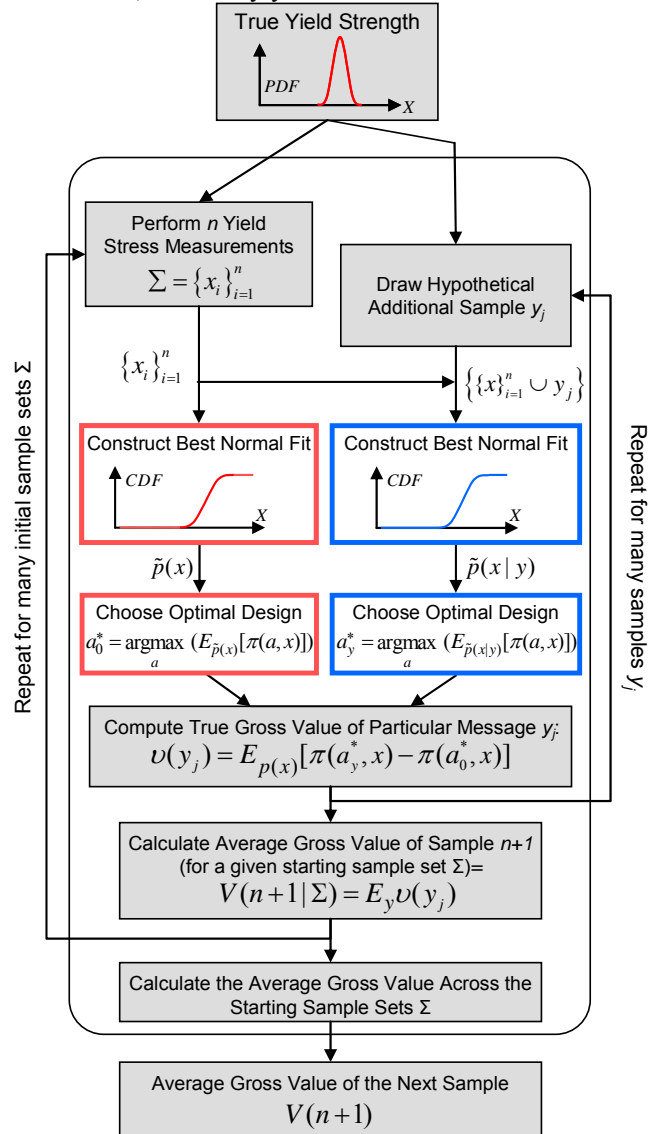 True Yield Strength
PDF
X
Perform n Yield
Stress Measurements
Σ = {x_i}_{i=1}^n
Draw Hypothetical
Additional Sample y_j
{x_i}_{i=1}^n
{{x}_{i=1}^n ∪ y_j}
Construct Best Normal Fit
CDF
X
Construct Best Normal Fit
CDF
X
p̃(x)
p̃(x | y)
Choose Optimal Design
a_0^* = argmax_a (E_{p̃(x)}[π(a, x)])
Choose Optimal Design
a_y^* = argmax_a (E_{p̃(x|y)}[π(a, x)])
Compute True Gross Value of Particular Message y_j:
υ(y_j) = E_{p(x)}[π(a_y^*, x) − π(a_0^*, x)]
Calculate Average Gross Value of Sample n+1
(for a given starting sample set Σ)=
V(n+1 | Σ) = E_y υ(y_j)
Calculate the Average Gross Value Across the
Starting Sample Sets Σ
Average Gross Value of the Next Sample
V(n+1)
Repeat for many initial sample sets Σ
Repeat for many samples y_j